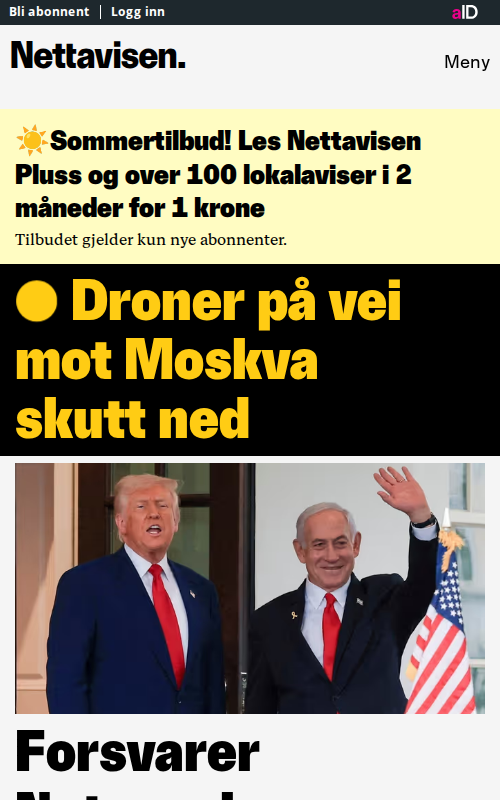 Bli abonnent | Logg inn
aID
Nettavisen.
Meny
☀️Sommertilbud! Les Nettavisen
Pluss og over 100 lokalaviser i 2
måneder for 1 krone
Tilbudet gjelder kun nye abonnenter.
Droner på vei
mot Moskva
skutt ned
Forsvarer